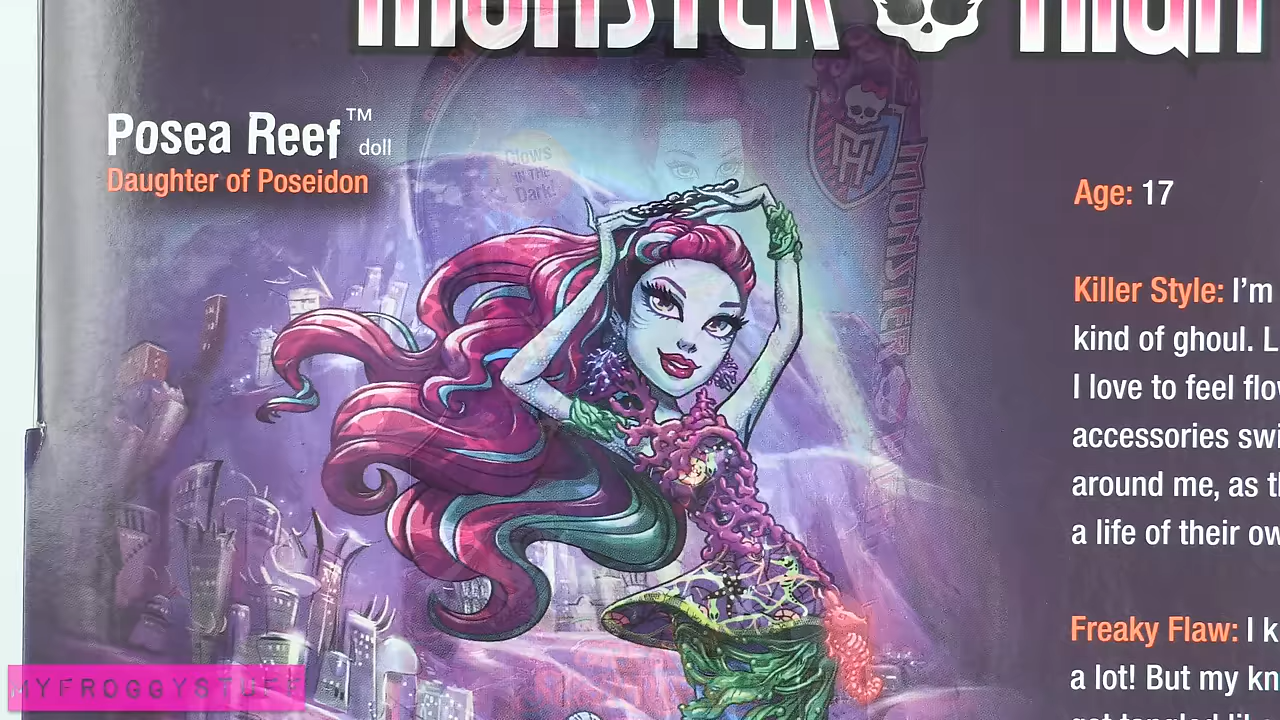 MONSTER HIGH
Posea Reef™ doll
Daughter of Poseidon
Glows
IN THE
Dark!
MONSTER
Age: 17
Killer Style: I'm
kind of ghoul. L
I love to feel flo
accessories swi
around me, as t
a life of their ow
Freaky Flaw: I k
a lot! But my kn
MYFROGGYSTUFF